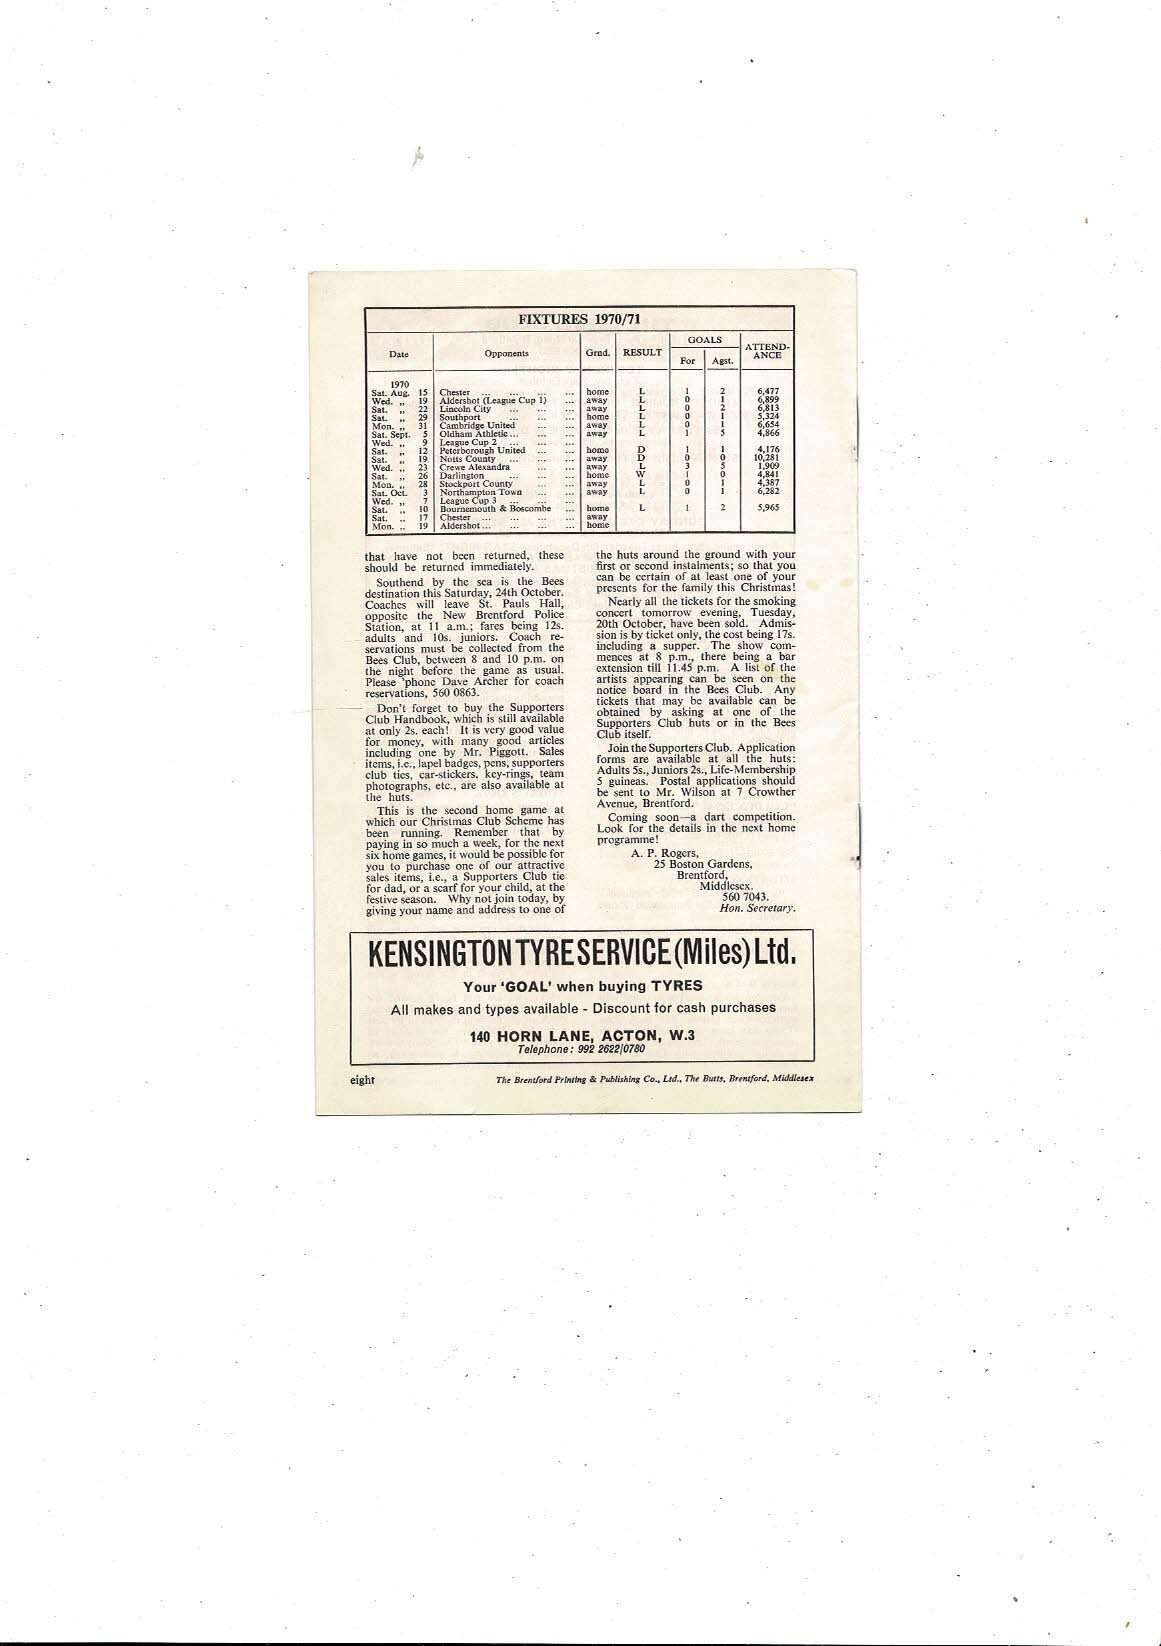 FIXTURES 1970/71
Date Opponents Grnd. RESULT GOALS For Agst. ATTEND-ANCE
1970
Sat. Aug. 15 Chester ... ... ... ... home L 1 2 6,477
Wed. „ 19 Aldershot (League Cup 1) ... away L 0 1 6,899
Sat. „ 22 Lincoln City ... ... ... away L 0 2 6,813
Sat. „ 29 Southport ... ... ... home L 0 1 5,324
Mon. „ 31 Cambridge United ... ... away L 0 1 6,654
Sat. Sept. 5 Oldham Athletic ... ... ... away L 1 5 4,866
Wed. „ 9 League Cup 2 ... ... ...
Sat. „ 12 Peterborough United ... ... home D 1 1 4,176
Sat. „ 19 Notts County ... ... ... away D 0 0 10,281
Wed. „ 23 Crewe Alexandra ... ... away L 3 5 1,909
Sat. „ 26 Darlington ... ... ... home W 1 0 4,841
Mon. „ 28 Stockport County ... ... away L 0 1 4,387
Sat. Oct. 3 Northampton Town ... ... away L 0 1 6,282
Wed. „ 7 League Cup 3 ... ... ...
Sat. „ 10 Bournemouth & Boscombe ... home L 1 2 5,965
Sat. „ 17 Chester ... ... ... ... away
Mon. „ 19 Aldershot ... ... ... ... home
that have not been returned, these
should be returned immediately.
Southend by the sea is the Bees
destination this Saturday, 24th October.
Coaches will leave St. Pauls Hall,
opposite the New Brentford Police
Station, at 11 a.m.; fares being 12s.
adults and 10s. juniors. Coach re-
servations must be collected from the
Bees Club, between 8 and 10 p.m. on
the night before the game as usual.
Please 'phone Dave Archer for coach
reservations, 560 0863.
Don't forget to buy the Supporters
Club Handbook, which is still available
at only 2s. each! It is very good value
for money, with many good articles
including one by Mr. Piggott. Sales
items, i.e., lapel badges, pens, supporters
club ties, car-stickers, key-rings, team
photographs, etc., are also available at
the huts.
This is the second home game at
which our Christmas Club Scheme has
been running. Remember that by
paying in so much a week, for the next
six home games, it would be possible for
you to purchase one of our attractive
sales items, i.e., a Supporters Club tie
for dad, or a scarf for your child, at the
festive season. Why not join today, by
giving your name and address to one of
the huts around the ground with your
first or second instalments; so that you
can be certain of at least one of your
presents for the family this Christmas!
Nearly all the tickets for the smoking
concert tomorrow evening, Tuesday,
20th October, have been sold. Admis-
sion is by ticket only, the cost being 17s.
including a supper. The show com-
mences at 8 p.m., there being a bar
extension till 11.45 p.m. A list of the
artists appearing can be seen on the
notice board in the Bees Club. Any
tickets that may be available can be
obtained by asking at one of the
Supporters Club huts or in the Bees
Club itself.
Join the Supporters Club. Application
forms are available at all the huts:
Adults 5s., Juniors 2s., Life-Membership
5 guineas. Postal applications should
be sent to Mr. Wilson at 7 Crowther
Avenue, Brentford.
Coming soon—a dart competition.
Look for the details in the next home
programme!
A. P. Rogers,
25 Boston Gardens,
Brentford,
Middlesex.
560 7043.
Hon. Secretary.
KENSINGTON TYRE SERVICE (Miles) Ltd.
Your 'GOAL' when buying TYRES
All makes and types available - Discount for cash purchases
140 HORN LANE, ACTON, W.3
Telephone: 992 2622/0780
eight
The Brentford Printing & Publishing Co., Ltd., The Butts, Brentford, Middlesex